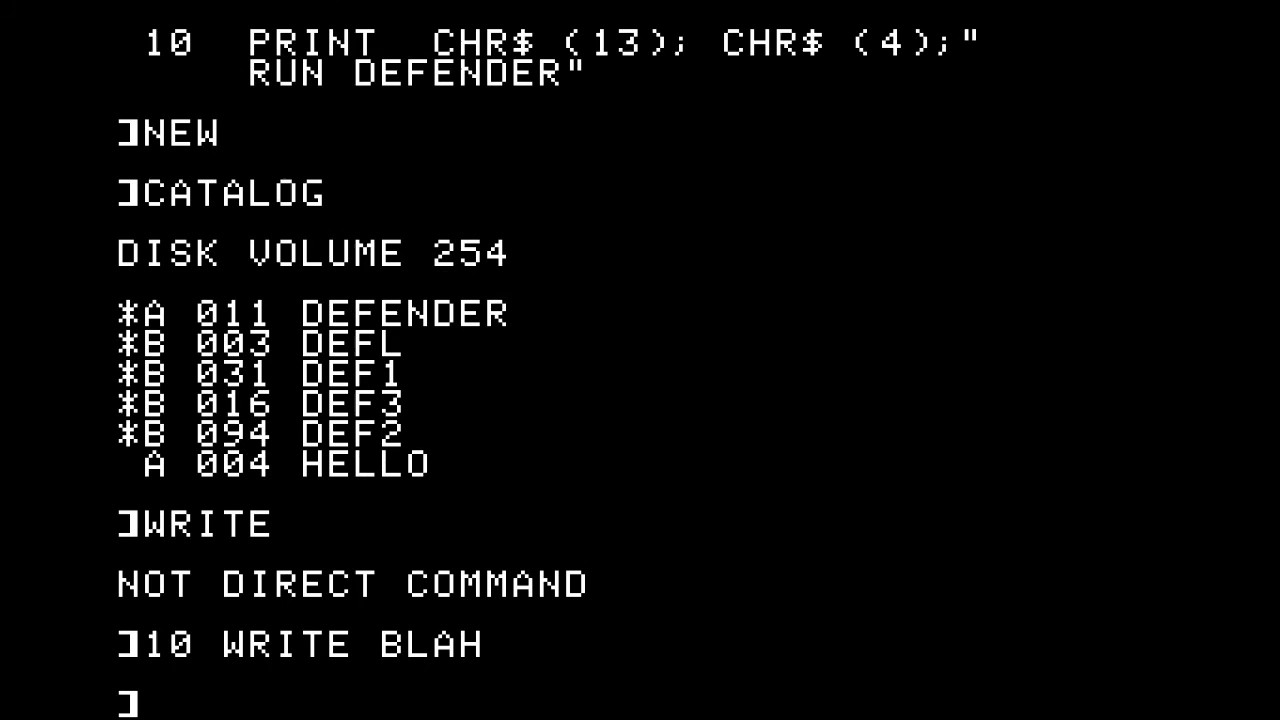 10  PRINT  CHR$ (13); CHR$ (4);"
RUN DEFENDER"
]NEW
]CATALOG
DISK VOLUME 254
*A 011 DEFENDER
*B 003 DEFL
*B 031 DEF1
*B 016 DEF3
*B 094 DEF2
A 004 HELLO
]WRITE
NOT DIRECT COMMAND
]10 WRITE BLAH
]